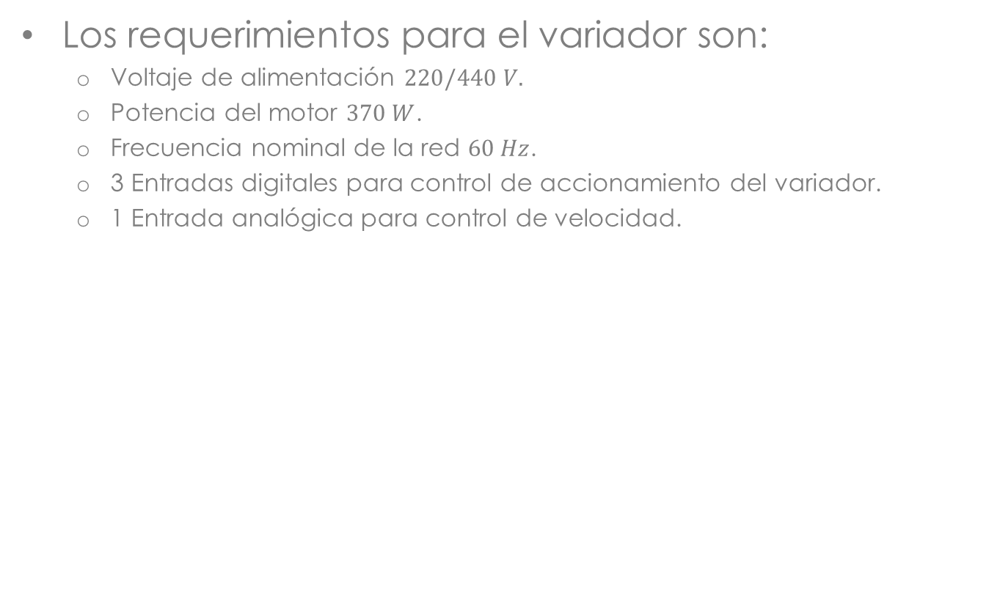 • Los requerimientos para el variador son:
o Voltaje de alimentación 220/440 V.
o Potencia del motor 370 W.
o Frecuencia nominal de la red 60 Hz.
o 3 Entradas digitales para control de accionamiento del variador.
o 1 Entrada analógica para control de velocidad.